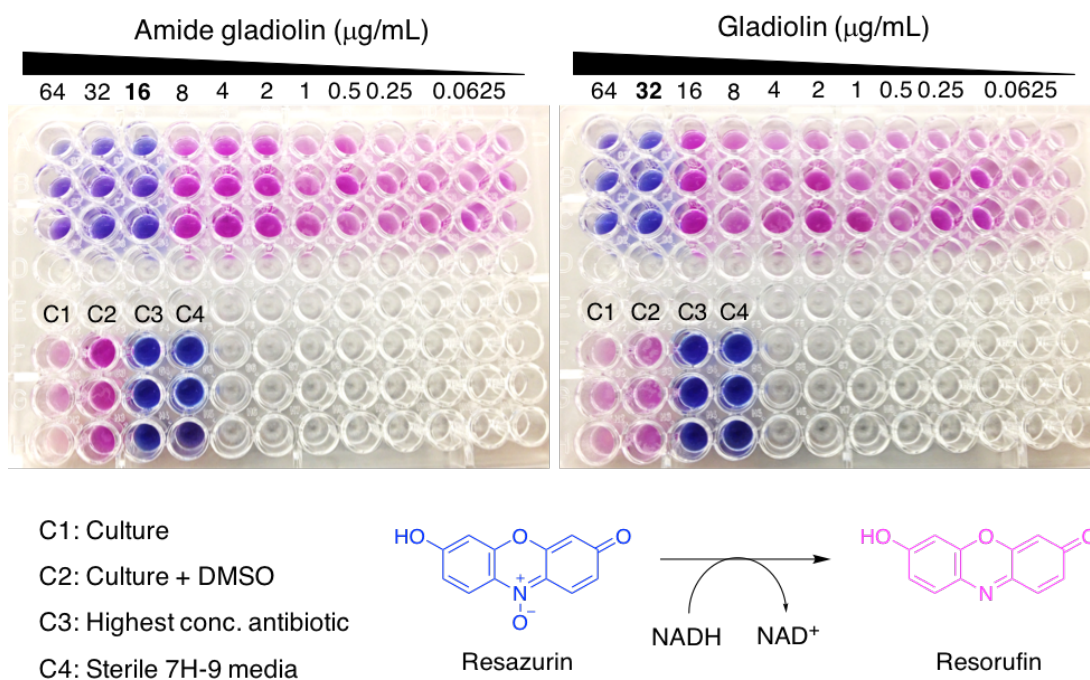 Amide gladiolin (μg/mL)
Gladiolin (μg/mL)
64 32 16 8 4 2 1 0.5 0.25 0.0625
64 32 16 8 4 2 1 0.5 0.25 0.0625
C1 C2 C3 C4
C1 C2 C3 C4
C1: Culture
C2: Culture + DMSO
C3: Highest conc. antibiotic
C4: Sterile 7H-9 media
HO O O
N+
O−
Resazurin
NADH NAD+
HO O O
N
Resorufin